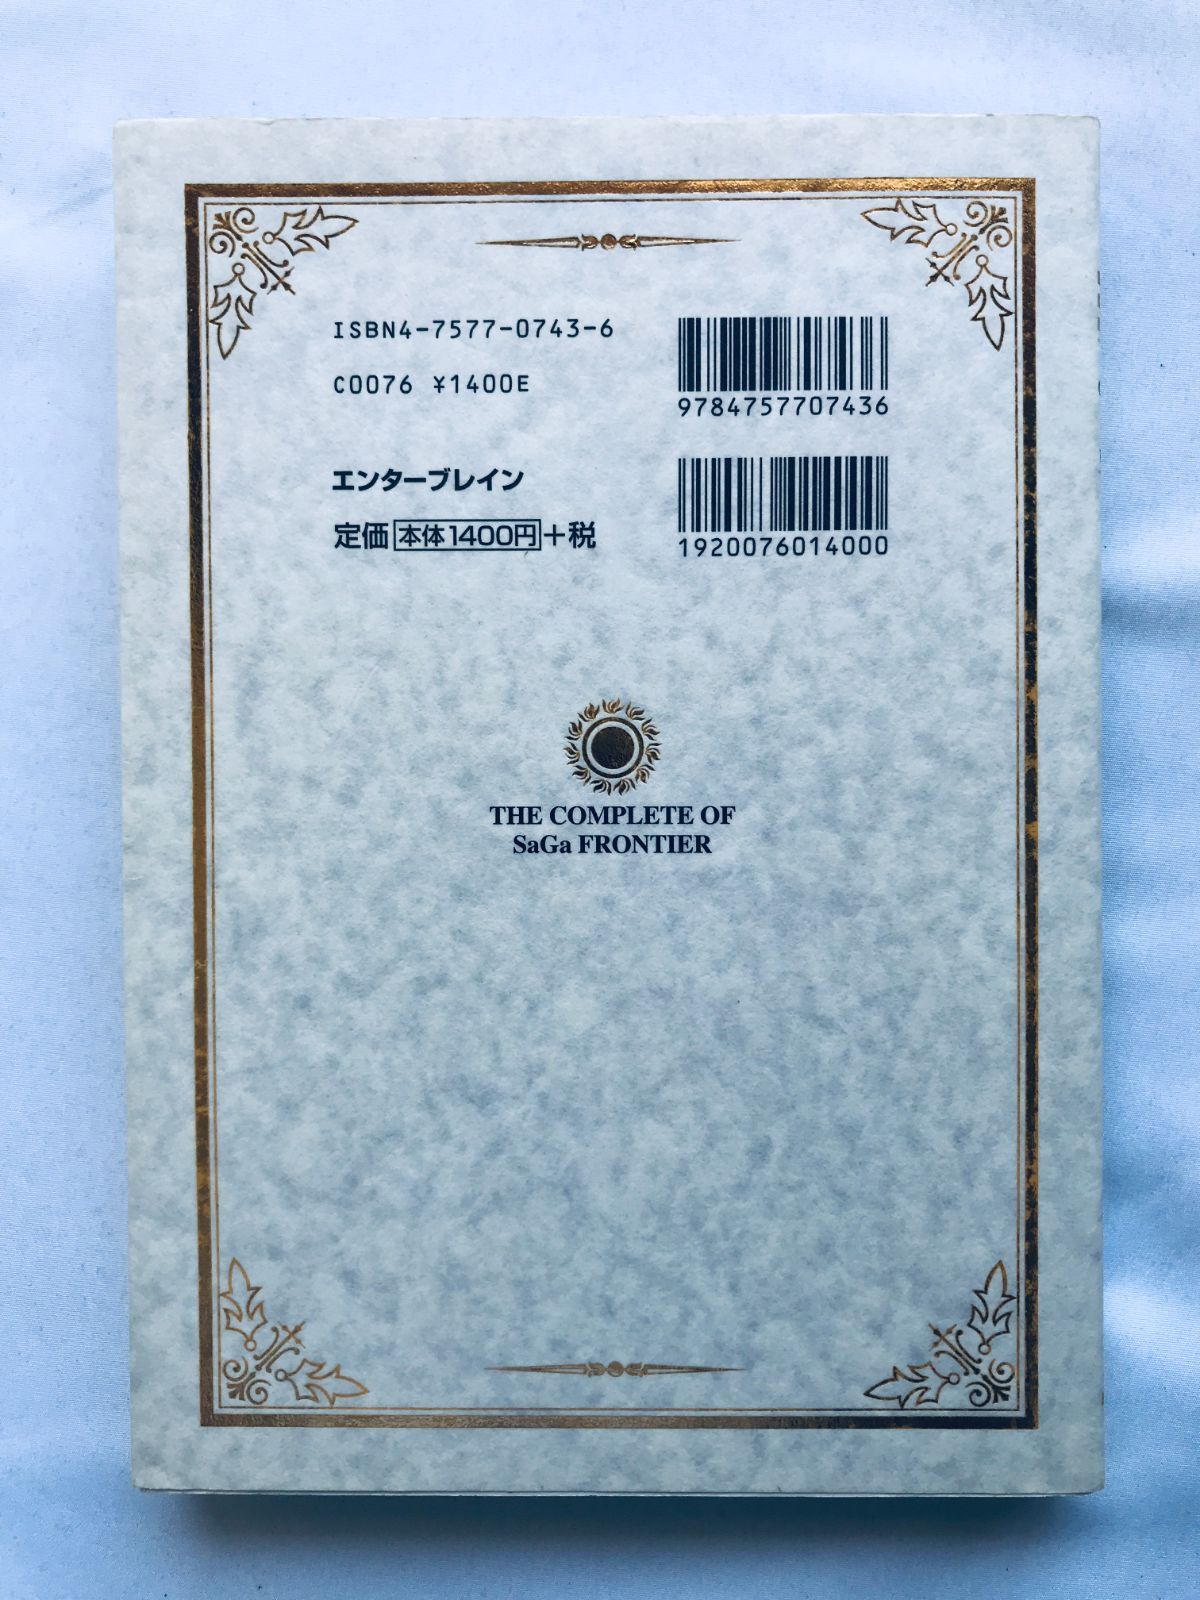 ISBN4-7577-0743-6
C0076 ¥1400E
9784757707436
エンターブレイン
定価 本体1400円+税
1920076014000
THE COMPLETE OF
SaGa FRONTIER